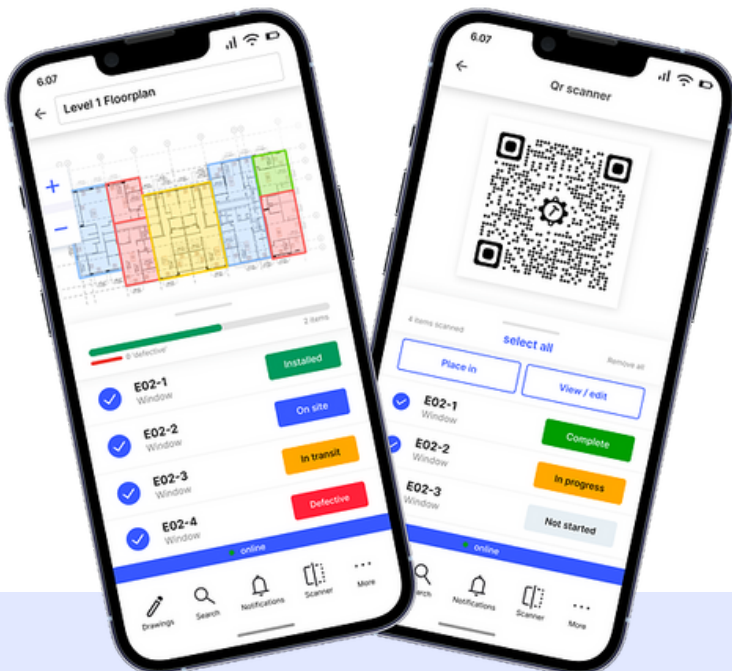 6.07
Level 1 Floorplan
+
−
2 items
8 'defective'
E02-1
Window
Installed
E02-2
Window
On site
E02-3
Window
In transit
E02-4
Window
Defective
online
Drawings
Search
Notifications
Scanner
More
6.07
Qr scanner
4 items scanned
select all
Remove all
Place in
View / edit
E02-1
Window
Complete
E02-2
Window
In progress
E02-3
Window
Not started
online
rch
Notifications
Scanner
More